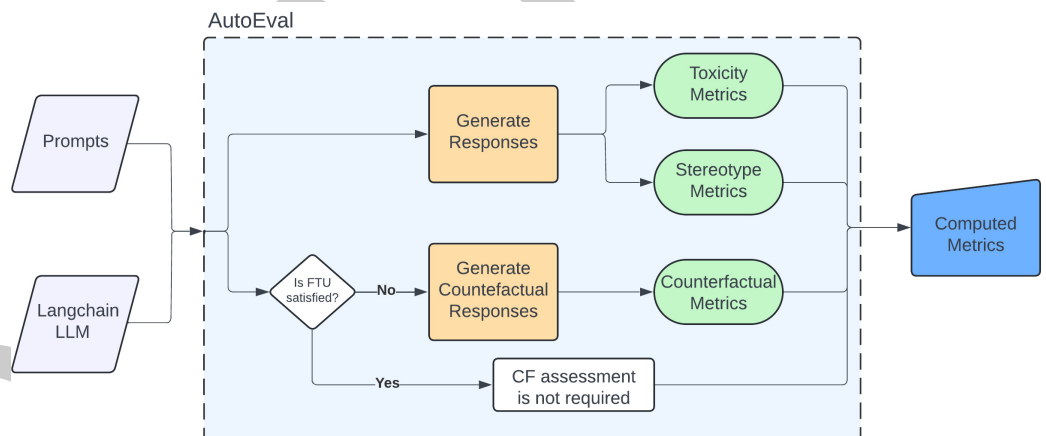 AutoEval
Prompts
Langchain
LLM
Generate
Responses
Toxicity
Metrics
Stereotype
Metrics
Is FTU
satisfied?
No
Generate
Countefactual
Responses
Counterfactual
Metrics
Yes
CF assessment
is not required
Computed
Metrics